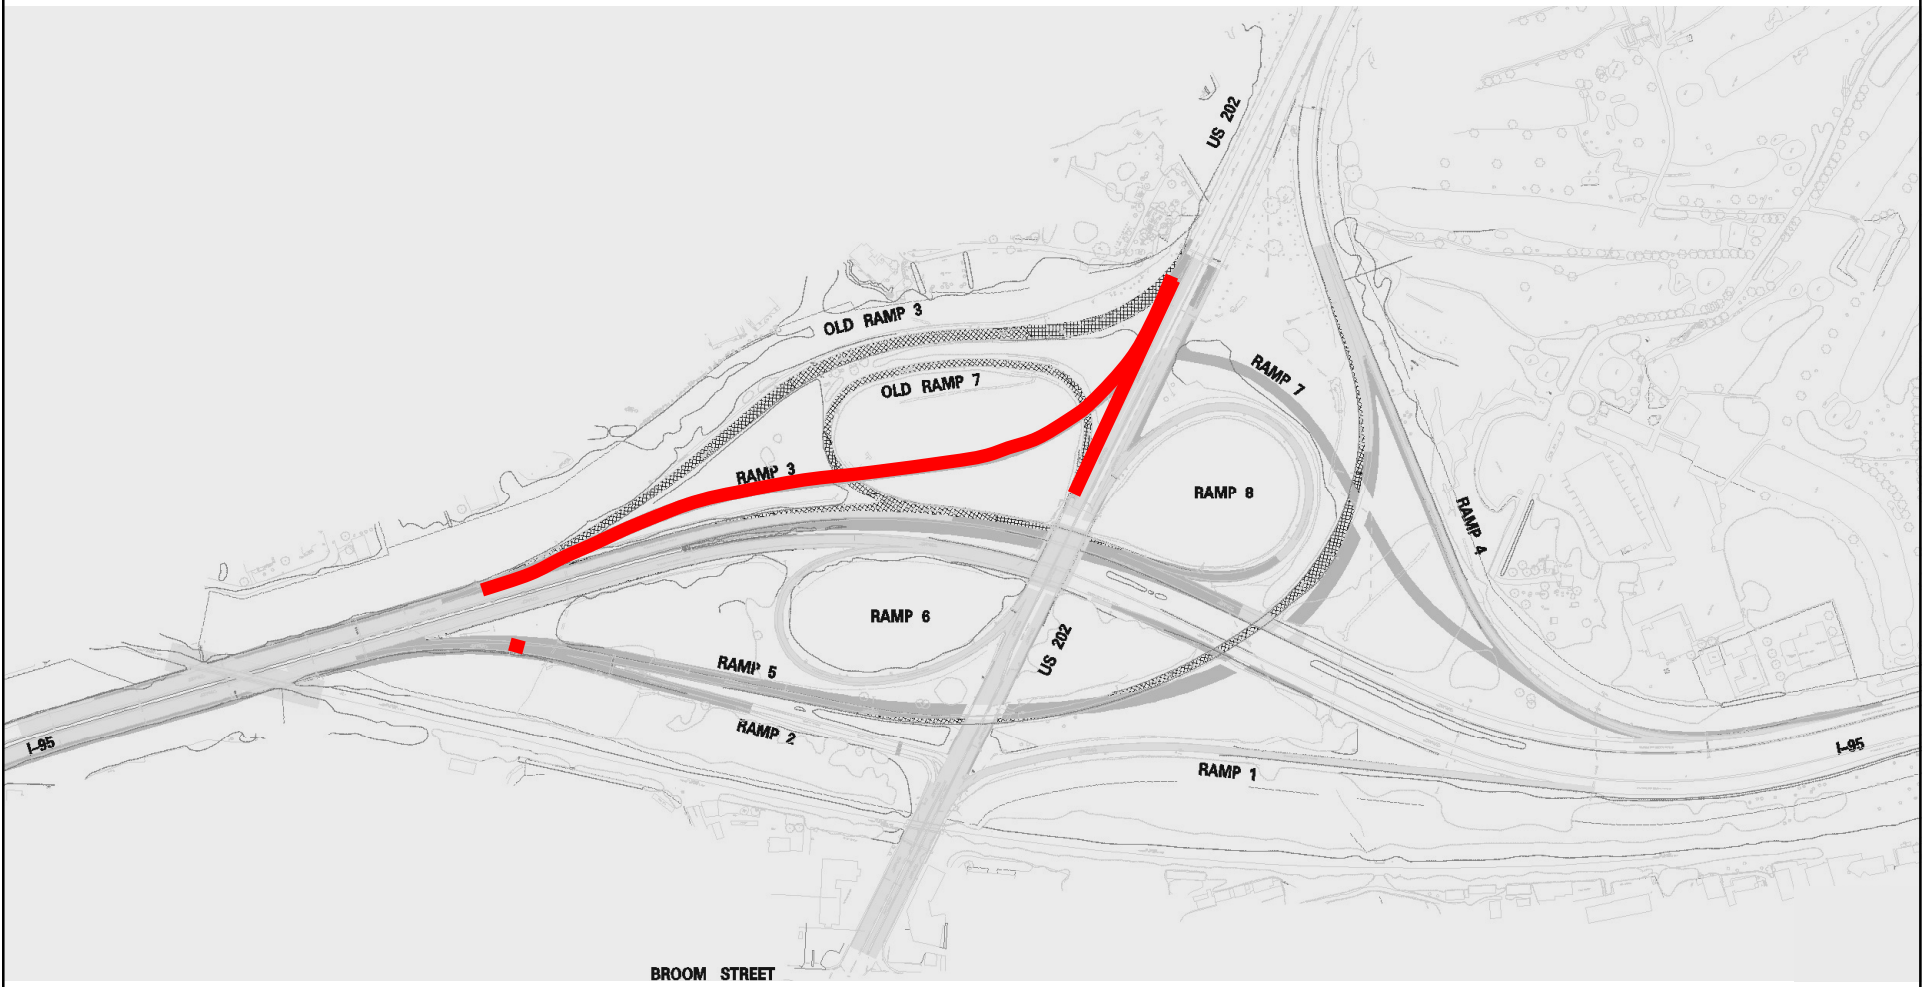 US 202
OLD RAMP 3
RAMP 7
OLD RAMP 7
RAMP 3
RAMP 8
RAMP 4
RAMP 6
US 202
RAMP 5
RAMP 2
I-95
I-95
RAMP 1
BROOM STREET